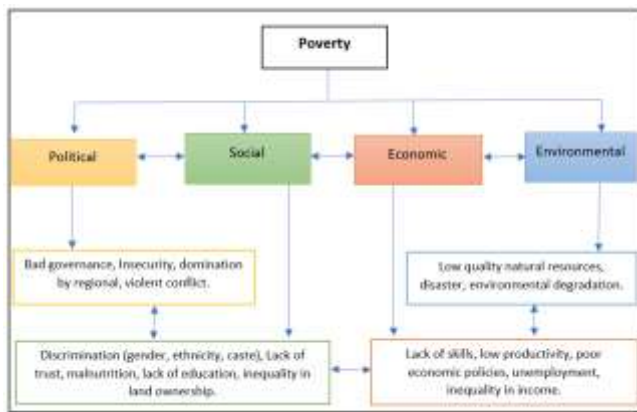 Poverty
Political
Social
Economic
Environmental
Bad governance, Insecurity, domination
by regional, violent conflict.
Low quality natural resources,
disaster, environmental degradation.
Discrimination (gender, ethnicity, caste), Lack of
trust, malnutrition, lack of education, inequality in
land ownership.
Lack of skills, low productivity, poor
economic policies, unemployment,
inequality in income.